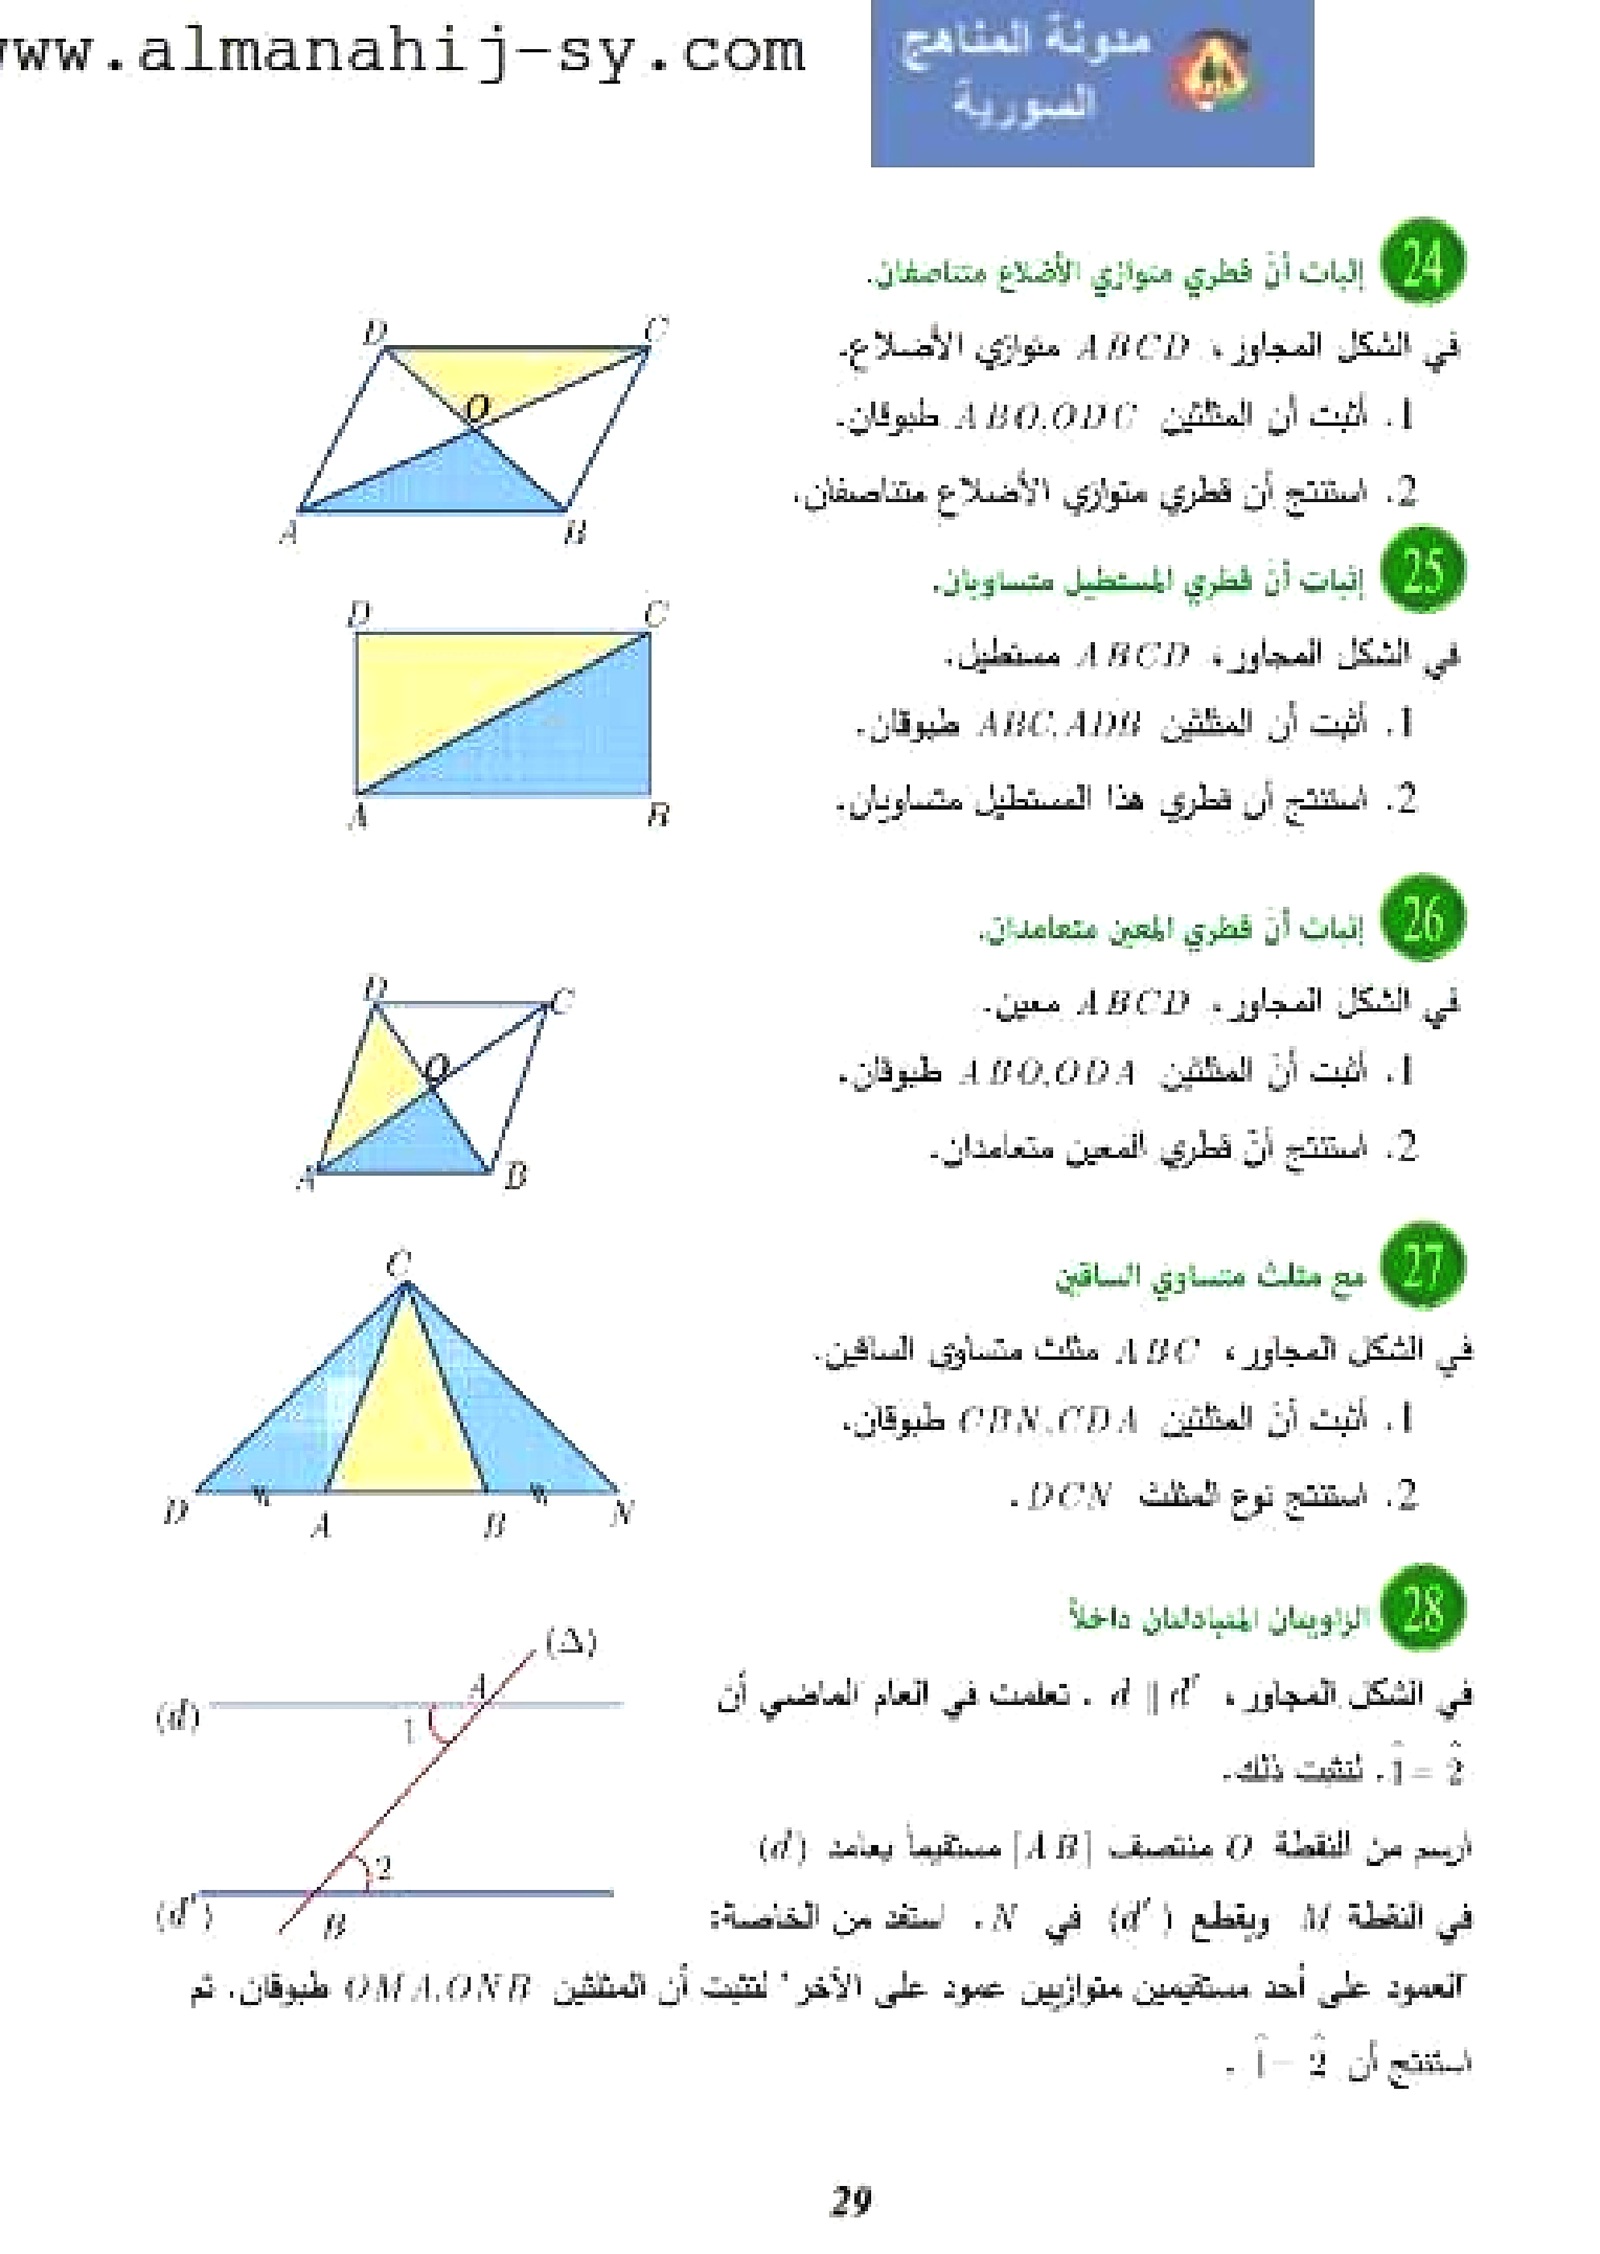 www.almanahij-sy.com
مدونة المناهج
السورية
24 إثبات أنّ قطري متوازي الأضلاع متناصفان.
في الشكل المجاور، ABCD متوازي الأضلاع.
1. أثبت أن المثلثين ABO,ODC طبوقان.
2. استنتج أن قطري متوازي الأضلاع متناصفان.
D
C
O
A
B
25 إثبات أنّ قطري المستطيل متساويان.
في الشكل المجاور، ABCD مستطيل.
1. أثبت أن المثلثين ABC,ADB طبوقان.
2. استنتج أن قطري هذا المستطيل متساويان.
D
C
A
B
26 إثبات أنّ قطري المعين متعامدان.
في الشكل المجاور، ABCD معين.
1. أثبت أنّ المثلثين ABO,ODA طبوقان.
2. استنتج أنّ قطري المعين متعامدان.
D
C
O
A
B
27 مع مثلث متساوي الساقين
في الشكل المجاور، ABC مثلث متساوي الساقين.
1. أثبت أنّ المثلثين CBN,CDA طبوقان.
2. استنتج نوع المثلث DCN.
C
D
A
B
N
28 الزاويتان المتبادلتان داخلاً
في الشكل المجاور، d ∥ d′ . تعلمت في العام الماضي أن
1̂ = 2̂. لنثبت ذلك.
ارسم من النقطة O منتصف [AB] مستقيماً يعامد (d)
في النقطة M ويقطع (d′) في N. استفد من الخاصة:
"العمود على أحد مستقيمين متوازيين عمود على الآخر" لتثبت أن المثلثين OMA,ONB طبوقان. ثم
استنتج أن 1̂ = 2̂ .
(Δ)
A
(d)
1
2
(d′)
B
29